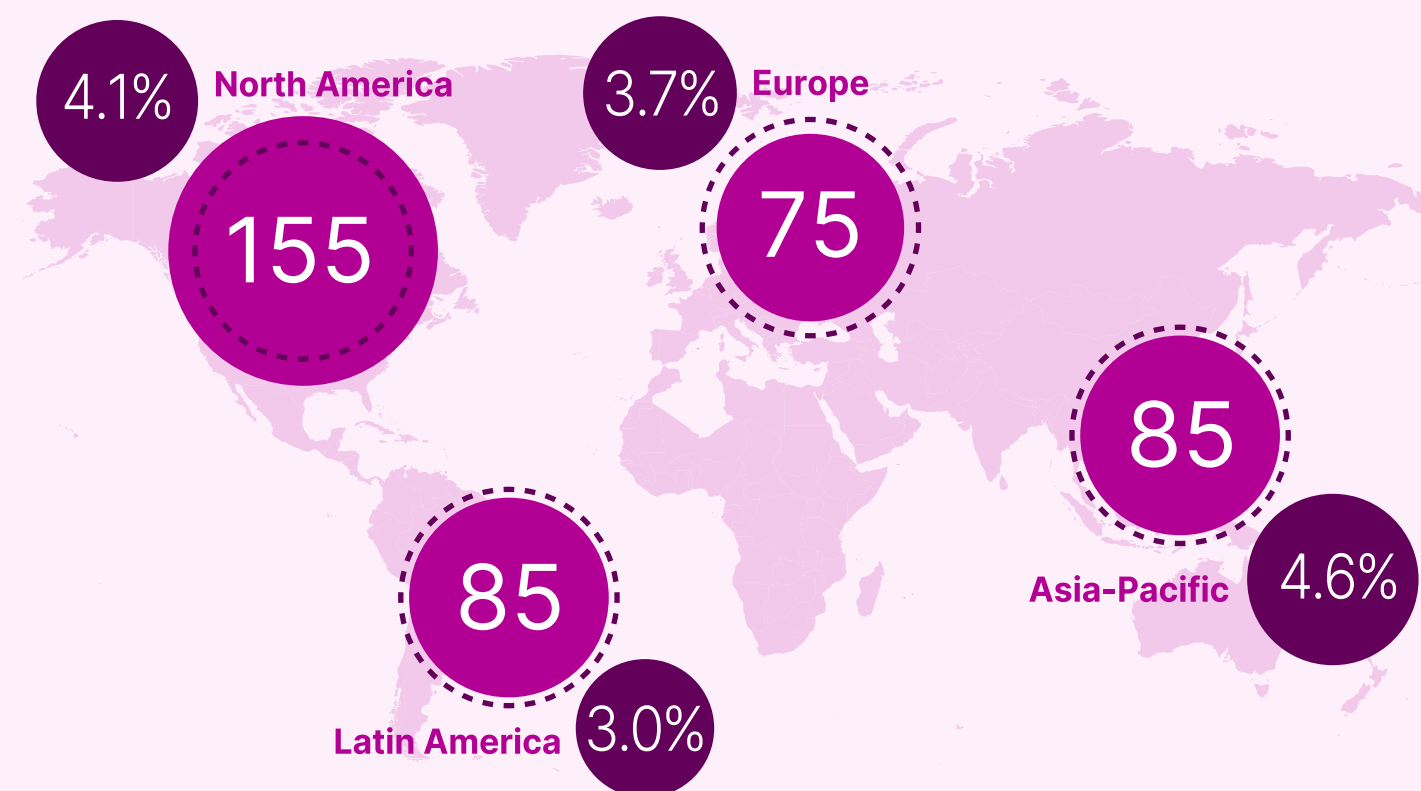 4.1%
North America
155
3.7%
Europe
75
85
Asia-Pacific
4.6%
85
Latin America
3.0%